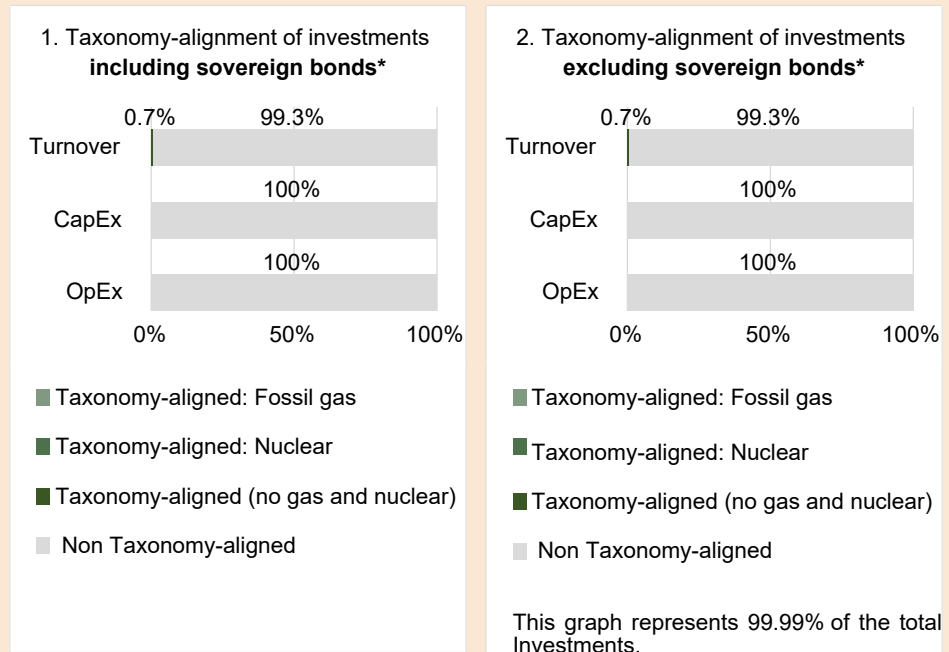 1. Taxonomy-alignment of investments
including sovereign bonds*
0.7% 99.3%
Turnover
100%
CapEx
100%
OpEx
0% 50% 100%
Taxonomy-aligned: Fossil gas
Taxonomy-aligned: Nuclear
Taxonomy-aligned (no gas and nuclear)
Non Taxonomy-aligned
2. Taxonomy-alignment of investments
excluding sovereign bonds*
0.7% 99.3%
Turnover
100%
CapEx
100%
OpEx
0% 50% 100%
Taxonomy-aligned: Fossil gas
Taxonomy-aligned: Nuclear
Taxonomy-aligned (no gas and nuclear)
Non Taxonomy-aligned
This graph represents 99.99% of the total
Investments.